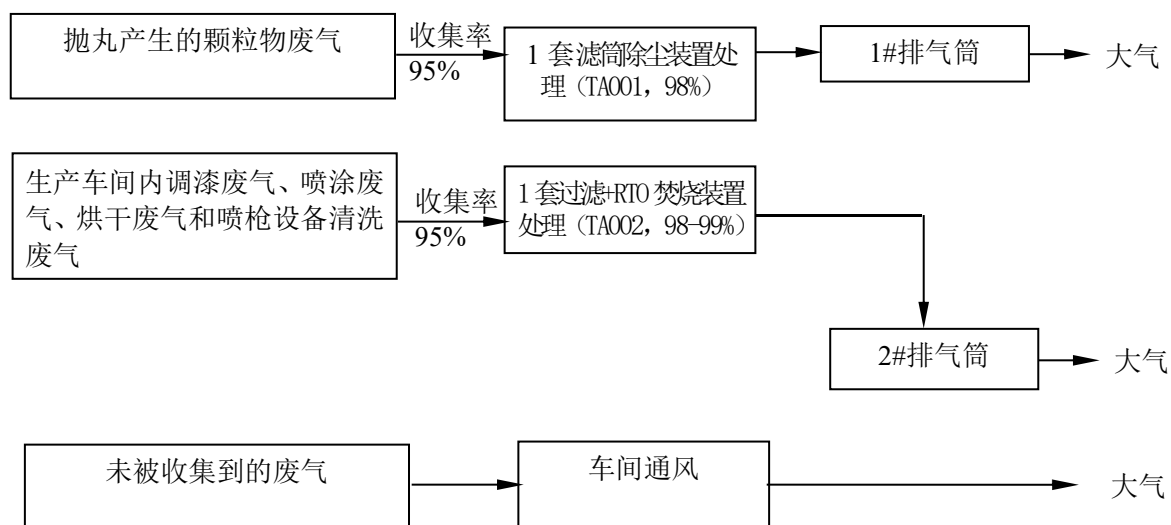 抛丸产生的颗粒物废气
收集率
95%
1 套滤筒除尘装置处
理（TA001，98%）
1#排气筒
大气
生产车间内调漆废气、喷涂废
气、烘干废气和喷枪设备清洗
废气
收集率
95%
1套过滤+RTO 焚烧装置
处理（TA002，98-99%）
2#排气筒
大气
未被收集到的废气
车间通风
大气